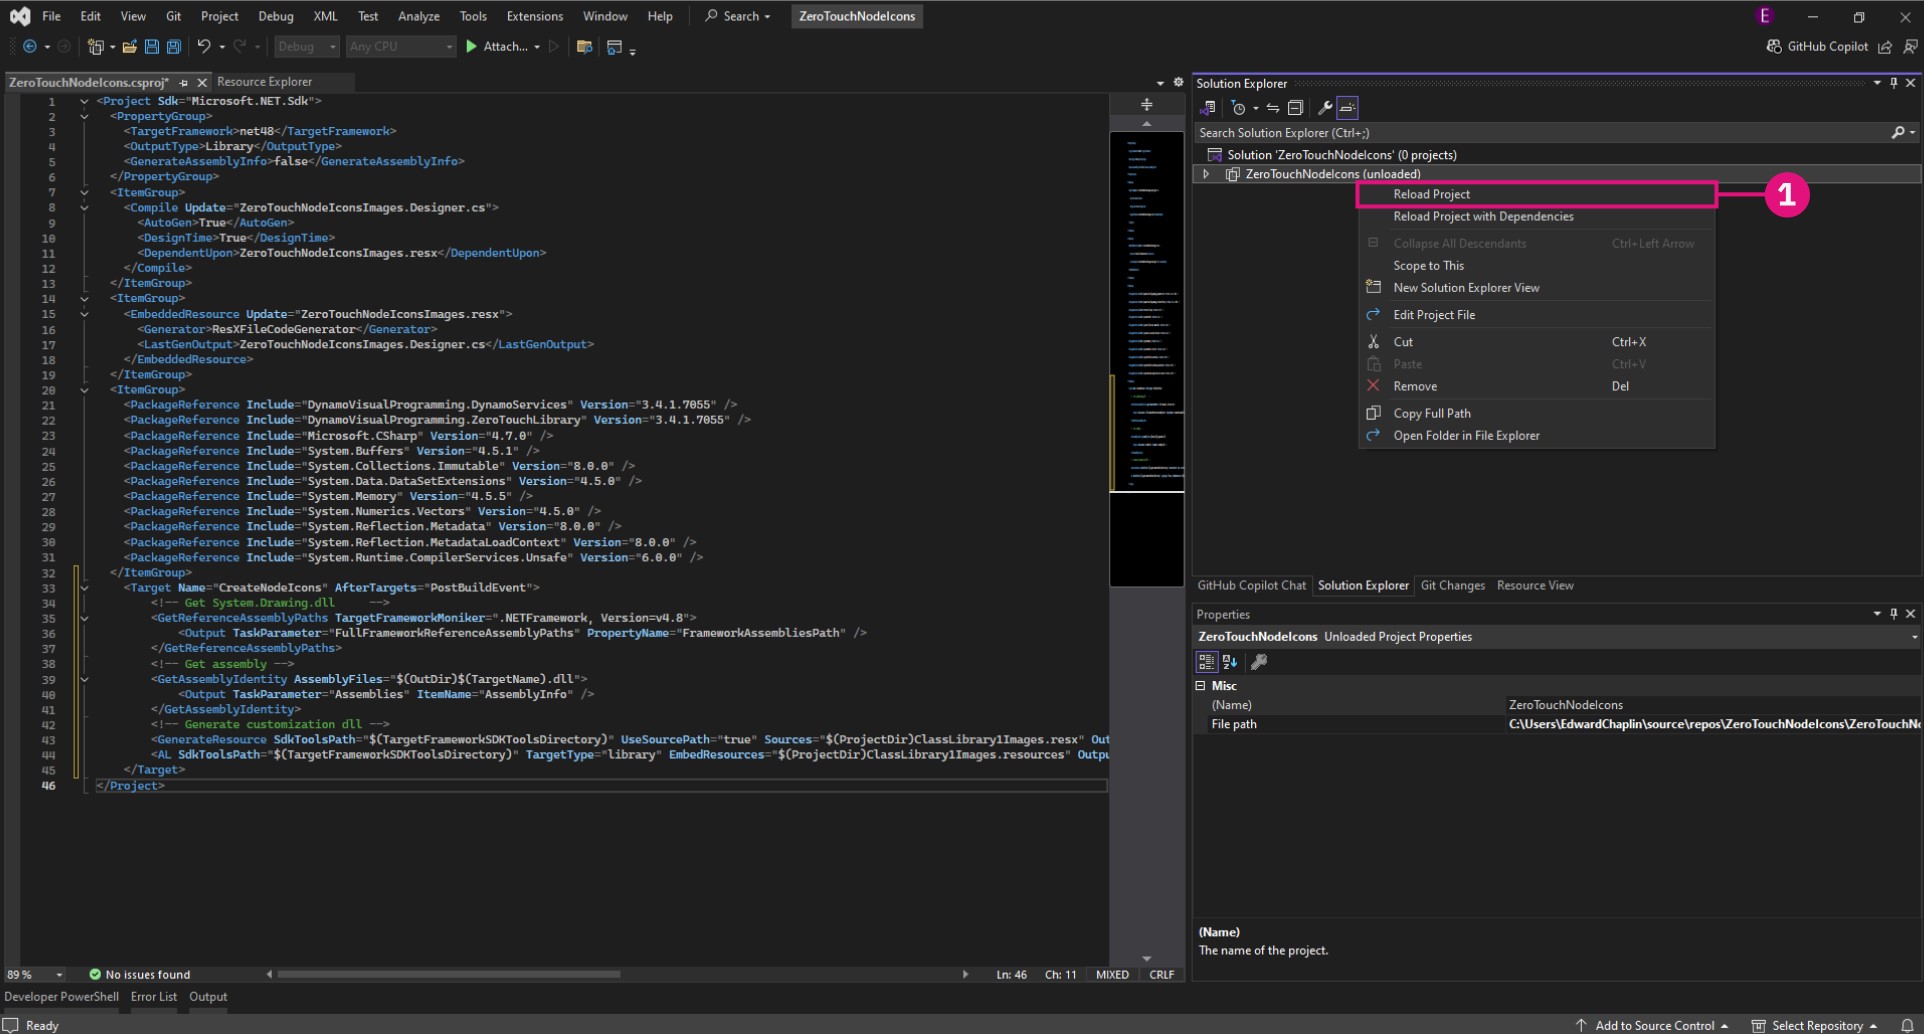 File Edit View Git Project Debug XML Test Analyze Tools Extensions Window Help Search ZeroTouchNodeIcons E
Debug Any CPU Attach... GitHub Copilot
ZeroTouchNodeIcons.csproj* Resource Explorer
1 <Project Sdk="Microsoft.NET.Sdk">
2 <PropertyGroup>
3 <TargetFramework>net48</TargetFramework>
4 <OutputType>Library</OutputType>
5 <GenerateAssemblyInfo>false</GenerateAssemblyInfo>
6 </PropertyGroup>
7 <ItemGroup>
8 <Compile Update="ZeroTouchNodeIconsImages.Designer.cs">
9 <AutoGen>True</AutoGen>
10 <DesignTime>True</DesignTime>
11 <DependentUpon>ZeroTouchNodeIconsImages.resx</DependentUpon>
12 </Compile>
13 </ItemGroup>
14 <ItemGroup>
15 <EmbeddedResource Update="ZeroTouchNodeIconsImages.resx">
16 <Generator>ResXFileCodeGenerator</Generator>
17 <LastGenOutput>ZeroTouchNodeIconsImages.Designer.cs</LastGenOutput>
18 </EmbeddedResource>
19 </ItemGroup>
20 <ItemGroup>
21 <PackageReference Include="DynamoVisualProgramming.DynamoServices" Version="3.4.1.7055" />
22 <PackageReference Include="DynamoVisualProgramming.ZeroTouchLibrary" Version="3.4.1.7055" />
23 <PackageReference Include="Microsoft.CSharp" Version="4.7.0" />
24 <PackageReference Include="System.Buffers" Version="4.5.1" />
25 <PackageReference Include="System.Collections.Immutable" Version="8.0.0" />
26 <PackageReference Include="System.Data.DataSetExtensions" Version="4.5.0" />
27 <PackageReference Include="System.Memory" Version="4.5.5" />
28 <PackageReference Include="System.Numerics.Vectors" Version="4.5.0" />
29 <PackageReference Include="System.Reflection.Metadata" Version="8.0.0" />
30 <PackageReference Include="System.Reflection.MetadataLoadContext" Version="8.0.0" />
31 <PackageReference Include="System.Runtime.CompilerServices.Unsafe" Version="6.0.0" />
32 </ItemGroup>
33 <Target Name="CreateNodeIcons" AfterTargets="PostBuildEvent">
34 <!-- Get System.Drawing.dll -->
35 <GetReferenceAssemblyPaths TargetFrameworkMoniker=".NETFramework, Version=v4.8">
36 <Output TaskParameter="FullFrameworkReferenceAssemblyPaths" PropertyName="FrameworkAssembliesPath" />
37 </GetReferenceAssemblyPaths>
38 <!-- Get assembly -->
39 <GetAssemblyIdentity AssemblyFiles="$(OutDir)$(TargetName).dll">
40 <Output TaskParameter="Assemblies" ItemName="AssemblyInfo" />
41 </GetAssemblyIdentity>
42 <!-- Generate customization dll -->
43 <GenerateResource SdkToolsPath="$(TargetFrameworkSDKToolsDirectory)" UseSourcePath="true" Sources="$(ProjectDir)ClassLibrary1Images.resx" Out
44 <AL SdkToolsPath="$(TargetFrameworkSDKToolsDirectory)" TargetType="library" EmbedResources="$(ProjectDir)ClassLibrary1Images.resources" Outpu
45 </Target>
46 </Project>
89 % No issues found Ln: 46 Ch: 11 MIXED CRLF
Developer PowerShell Error List Output
Solution Explorer
Search Solution Explorer (Ctrl+;)
Solution 'ZeroTouchNodeIcons' (0 projects)
ZeroTouchNodeIcons (unloaded)
Reload Project
1
Reload Project with Dependencies
Collapse All Descendants Ctrl+Left Arrow
Scope to This
New Solution Explorer View
Edit Project File
Cut Ctrl+X
Paste Ctrl+V
Remove Del
Copy Full Path
Open Folder in File Explorer
GitHub Copilot Chat Solution Explorer Git Changes Resource View
Properties
ZeroTouchNodeIcons Unloaded Project Properties
Misc
(Name) ZeroTouchNodeIcons
File path C:\Users\EdwardChaplin\source\repos\ZeroTouchNodeIcons\ZeroTouchN
(Name)
The name of the project.
Ready Add to Source Control Select Repository